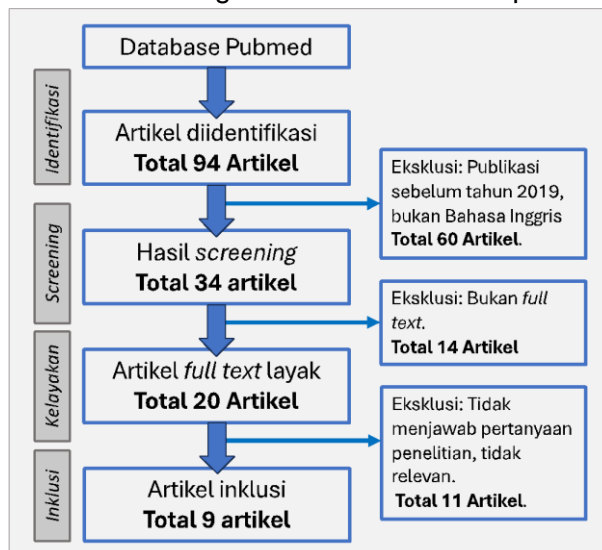 Database Pubmed
Identifikasi
Artikel diidentifikasi
Total 94 Artikel
Eksklusi: Publikasi
sebelum tahun 2019,
bukan Bahasa Inggris
Total 60 Artikel.
Screening
Hasil screening
Total 34 artikel
Eksklusi: Bukan full
text.
Total 14 Artikel
Kelayakan
Artikel full text layak
Total 20 Artikel
Eksklusi: Tidak
menjawab pertanyaan
penelitian, tidak
relevan.
Total 11 Artikel.
Inklusi
Artikel inklusi
Total 9 artikel